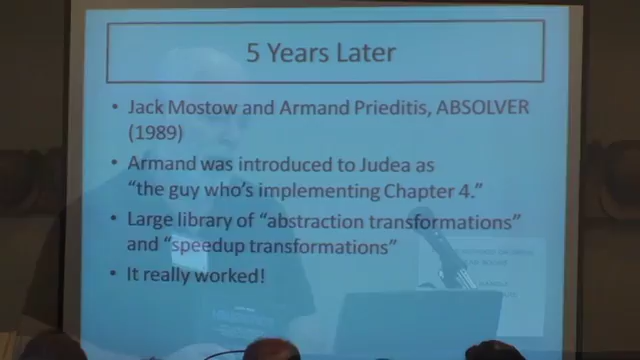 5 Years Later
• Jack Mostow and Armand Prieditis, ABSOLVER
(1989)
• Armand was introduced to Judea as
“the guy who’s implementing Chapter 4.”
• Large library of “abstraction transformations”
and “speedup transformations”
• It really worked!